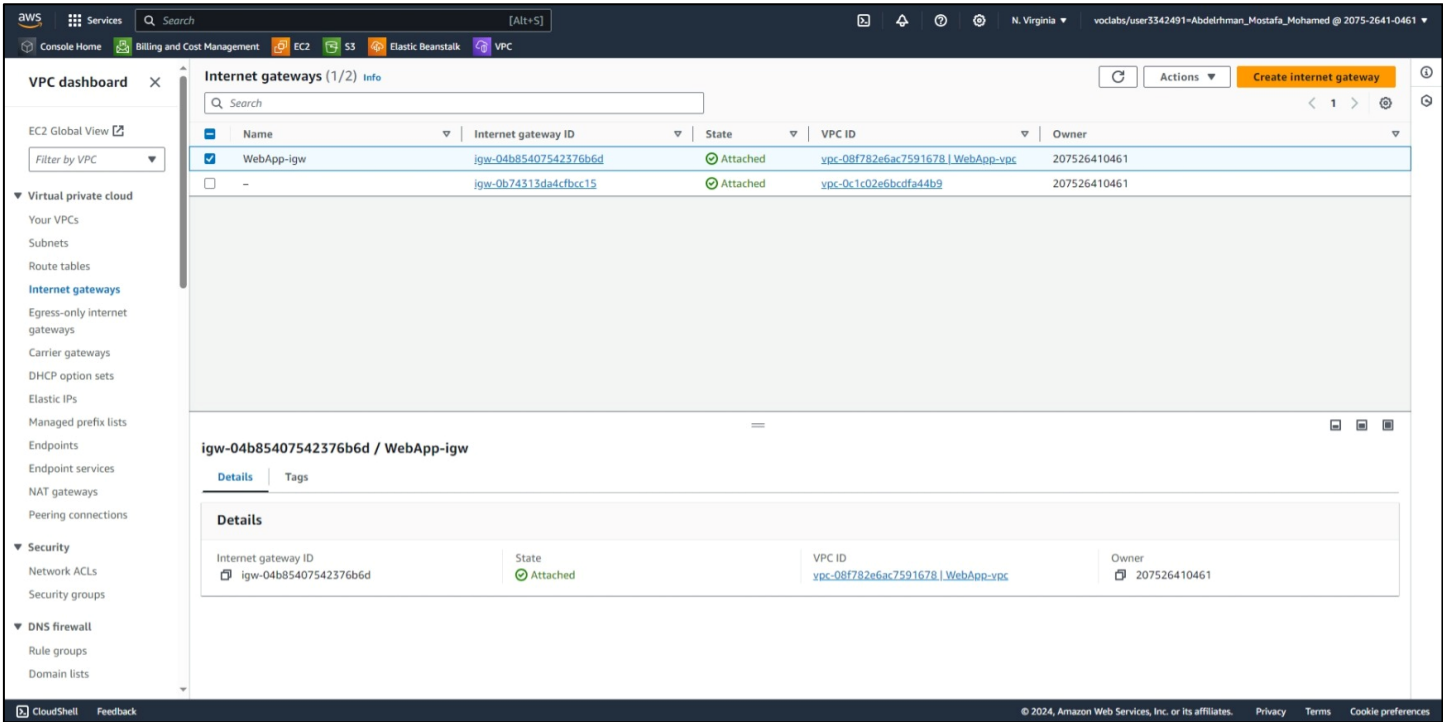 aws Services Search [Alt+S] N. Virginia voclabs/user3342491=Abdelrhman_Mostafa_Mohamed @ 2075-2641-0461
Console Home Billing and Cost Management EC2 S3 Elastic Beanstalk VPC
VPC dashboard
EC2 Global View
Filter by VPC
Virtual private cloud
Your VPCs
Subnets
Route tables
Internet gateways
Egress-only internet
gateways
Carrier gateways
DHCP option sets
Elastic IPs
Managed prefix lists
Endpoints
Endpoint services
NAT gateways
Peering connections
Security
Network ACLs
Security groups
DNS firewall
Rule groups
Domain lists
Internet gateways (1/2) Info
Actions Create internet gateway
Search
1
Name Internet gateway ID State VPC ID Owner
WebApp-igw igw-04b85407542376b6d Attached vpc-08f782e6ac7591678 | WebApp-vpc 207526410461
– igw-0b74313da4cfbcc15 Attached vpc-0c1c02e6bcdfa44b9 207526410461
igw-04b85407542376b6d / WebApp-igw
Details Tags
Details
Internet gateway ID State VPC ID Owner
igw-04b85407542376b6d Attached vpc-08f782e6ac7591678 | WebApp-vpc 207526410461
CloudShell Feedback © 2024, Amazon Web Services, Inc. or its affiliates. Privacy Terms Cookie preferences